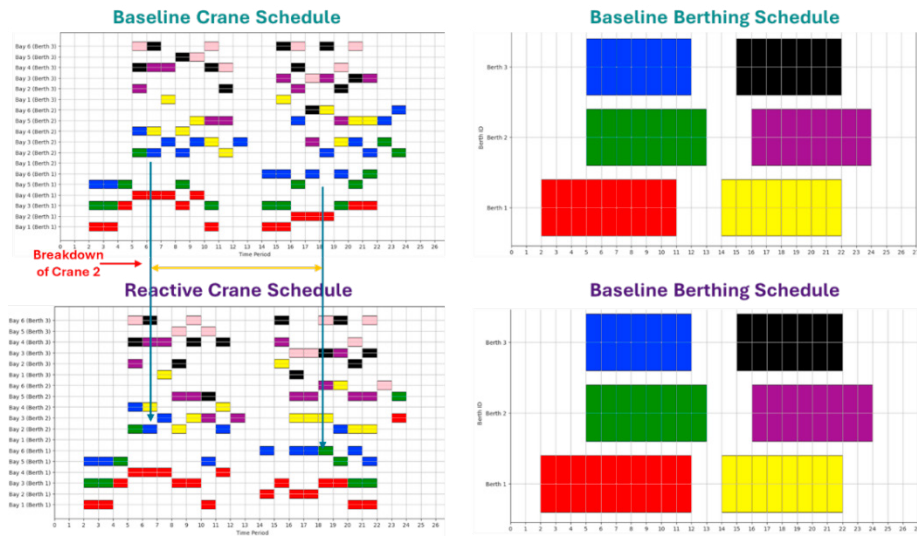 Baseline Crane Schedule
Bay 6 (Berth 3)
Bay 5 (Berth 3)
Bay 4 (Berth 3)
Bay 3 (Berth 3)
Bay 2 (Berth 3)
Bay 1 (Berth 3)
Bay 6 (Berth 2)
Bay 5 (Berth 2)
Bay 4 (Berth 2)
Bay 3 (Berth 2)
Bay 2 (Berth 2)
Bay 1 (Berth 2)
Bay 6 (Berth 1)
Bay 5 (Berth 1)
Bay 4 (Berth 1)
Bay 3 (Berth 1)
Bay 2 (Berth 1)
Bay 1 (Berth 1)
0 1 2 3 4 5 6 7 8 9 10 11 12 13 14 15 16 17 18 19 20 21 22 23 24 25 26
Time Period
Baseline Berthing Schedule
Berth ID
Berth 3
Berth 2
Berth 1
0 1 2 3 4 5 6 7 8 9 10 11 12 13 14 15 16 17 18 19 20 21 22 23 24 25 26 27
Breakdown
of Crane 2
Reactive Crane Schedule
Bay 6 (Berth 3)
Bay 5 (Berth 3)
Bay 4 (Berth 3)
Bay 3 (Berth 3)
Bay 2 (Berth 3)
Bay 1 (Berth 3)
Bay 6 (Berth 2)
Bay 5 (Berth 2)
Bay 4 (Berth 2)
Bay 3 (Berth 2)
Bay 2 (Berth 2)
Bay 1 (Berth 2)
Bay 6 (Berth 1)
Bay 5 (Berth 1)
Bay 4 (Berth 1)
Bay 3 (Berth 1)
Bay 2 (Berth 1)
Bay 1 (Berth 1)
0 1 2 3 4 5 6 7 8 9 10 11 12 13 14 15 16 17 18 19 20 21 22 23 24 25 26
Time Period
Baseline Berthing Schedule
Berth ID
Berth 3
Berth 2
Berth 1
0 1 2 3 4 5 6 7 8 9 10 11 12 13 14 15 16 17 18 19 20 21 22 23 24 25 26 27